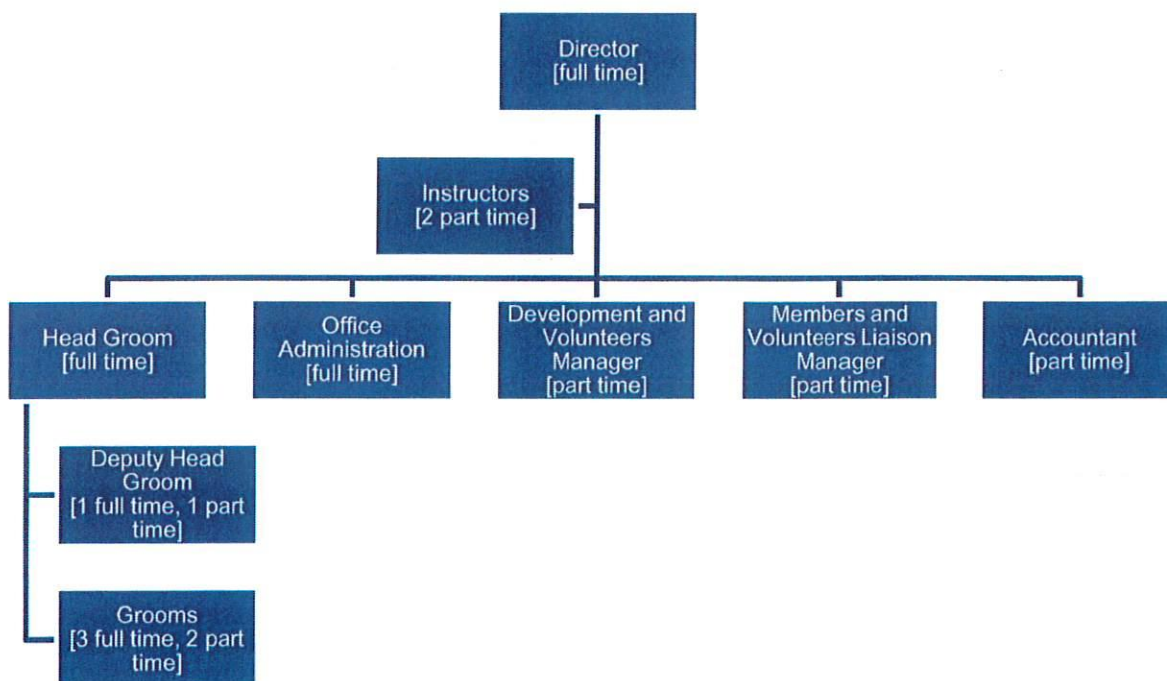 Director
[full time]
Instructors
[2 part time]
Head Groom
[full time]
Office
Administration
[full time]
Development and
Volunteers
Manager
[part time]
Members and
Volunteers Liaison
Manager
[part time]
Accountant
[part time]
Deputy Head
Groom
[1 full time, 1 part
time]
Grooms
[3 full time, 2 part
time]